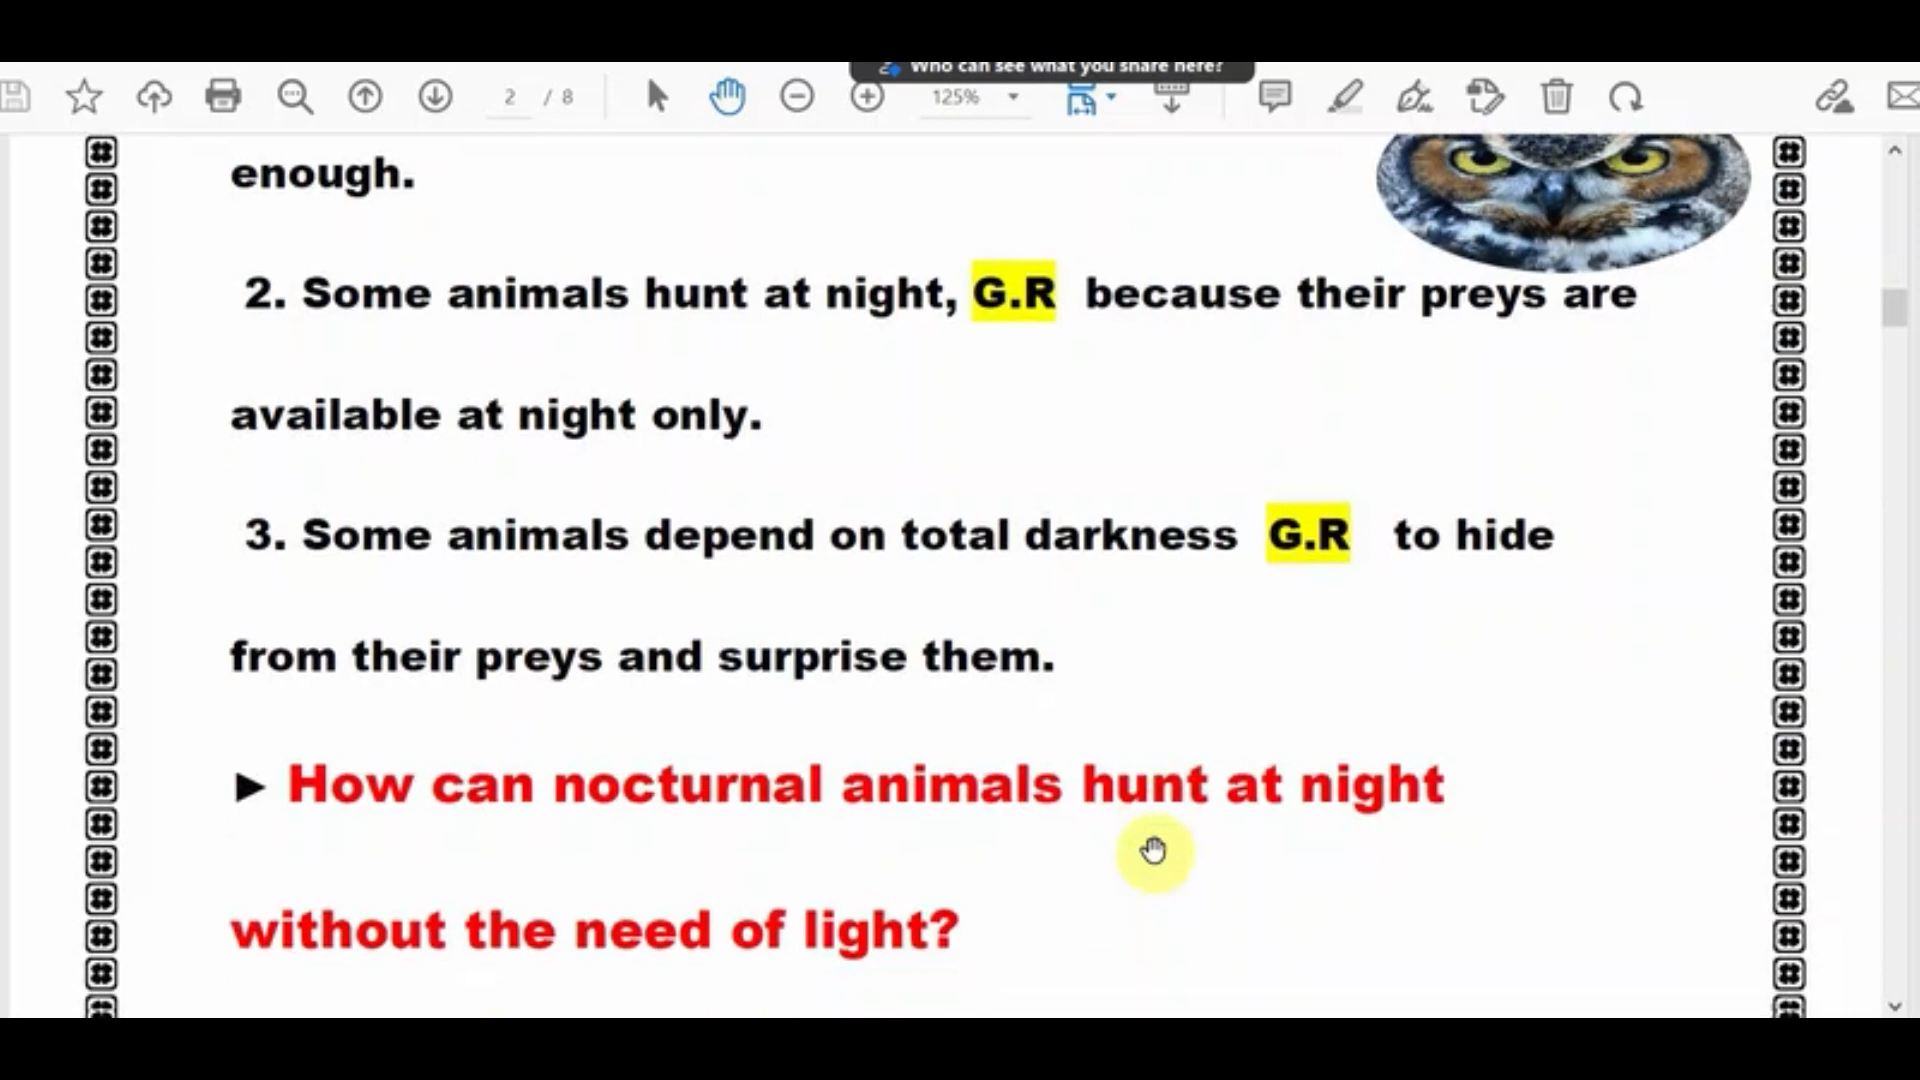 Who can see what you share here?
2 / 8
125%
enough.
2. Some animals hunt at night, G.R because their preys are
available at night only.
3. Some animals depend on total darkness G.R to hide
from their preys and surprise them.
► How can nocturnal animals hunt at night
without the need of light?